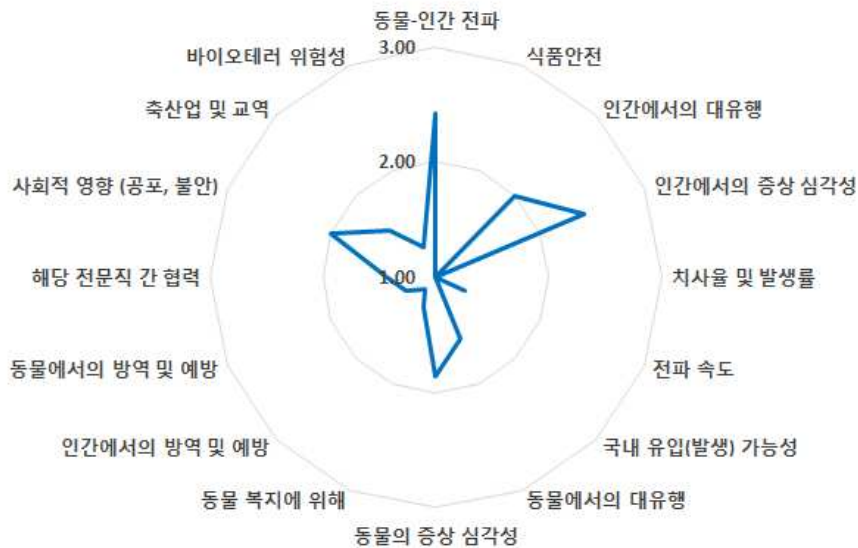 동물-인간 전파
3.00
바이오테러 위험성
식품안전
축산업 및 교역
인간에서의 대유행
2.00
사회적 영향 (공포, 불안)
인간에서의 증상 심각성
해당 전문직 간 협력
1.00
치사율 및 발생률
동물에서의 방역 및 예방
전파 속도
인간에서의 방역 및 예방
국내 유입(발생) 가능성
동물 복지에 위해
동물에서의 대유행
동물의 증상 심각성